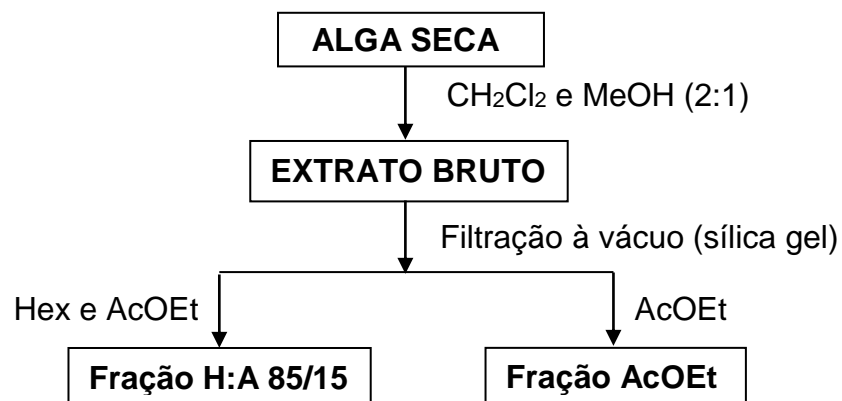 ALGA SECA
CH2Cl2 e MeOH (2:1)
EXTRATO BRUTO
Filtração à vácuo (sílica gel)
Hex e AcOEt
AcOEt
Fração H:A 85/15
Fração AcOEt